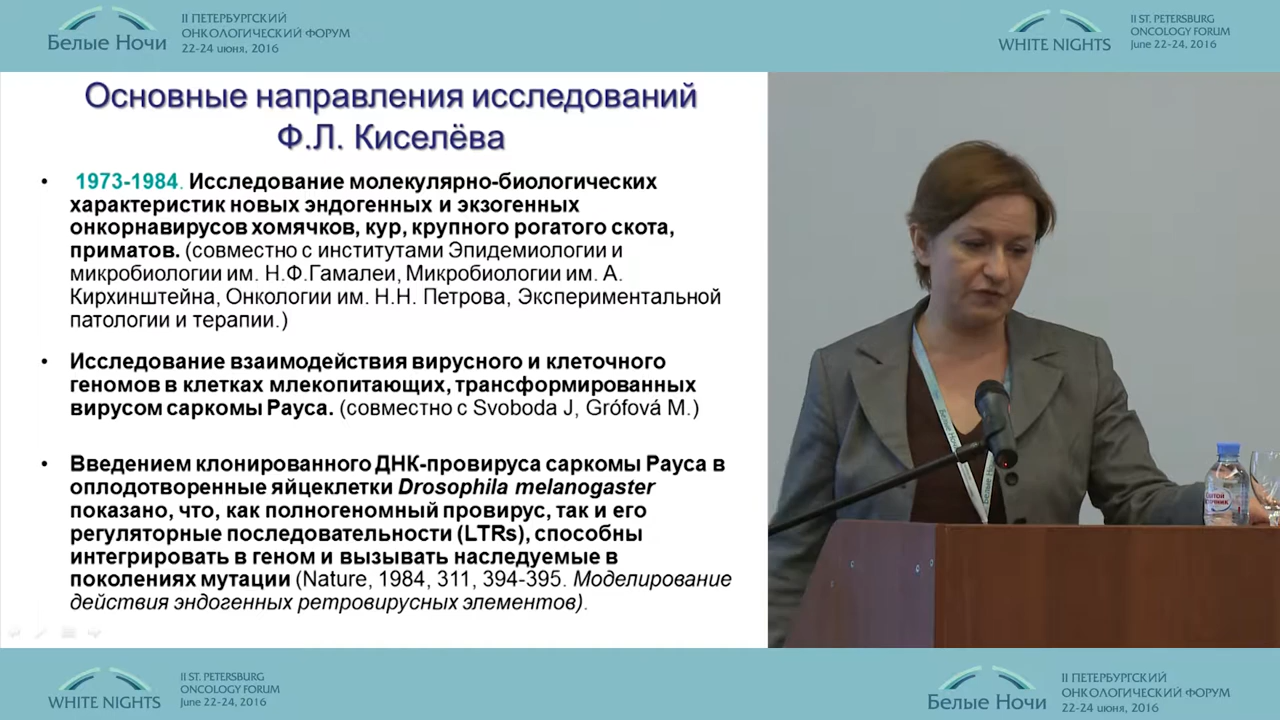 Белые Ночи
II ПЕТЕРБУРГСКИЙ
ОНКОЛОГИЧЕСКИЙ ФОРУМ
22-24 июня, 2016
WHITE NIGHTS
II ST. PETERSBURG
ONCOLOGY FORUM
June 22-24, 2016
Основные направления исследований
Ф.Л. Киселёва
• 1973-1984. Исследование молекулярно-биологических
характеристик новых эндогенных и экзогенных
онкорнавирусов хомячков, кур, крупного рогатого скота,
приматов. (совместно с институтами Эпидемиологии и
микробиологии им. Н.Ф.Гамалеи, Микробиологии им. А.
Кирхинштейна, Онкологии им. Н.Н. Петрова, Экспериментальной
патологии и терапии.)
• Исследование взаимодействия вирусного и клеточного
геномов в клетках млекопитающих, трансформированных
вирусом саркомы Рауса. (совместно с Svoboda J, Grófová M.)
• Введением клонированного ДНК-провируса саркомы Рауса в
оплодотворенные яйцеклетки Drosophila melanogaster
показано, что, как полногеномный провирус, так и его
регуляторные последовательности (LTRs), способны
интегрировать в геном и вызывать наследуемые в
поколениях мутации (Nature, 1984, 311, 394-395. Моделирование
действия эндогенных ретровирусных элементов).
Белые Ночи
WHITE NIGHTS
II ST. PETERSBURG
ONCOLOGY FORUM
June 22-24, 2016
Белые Ночи
II ПЕТЕРБУРГСКИЙ
ОНКОЛОГИЧЕСКИЙ ФОРУМ
22-24 июня, 2016